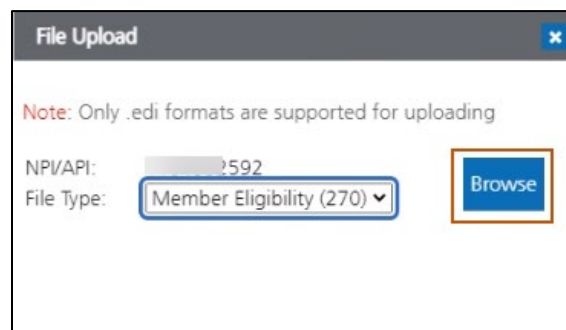 File Upload
Note: Only .edi formats are supported for uploading
NPI/API: 2592
File Type: Member Eligibility (270)
Browse